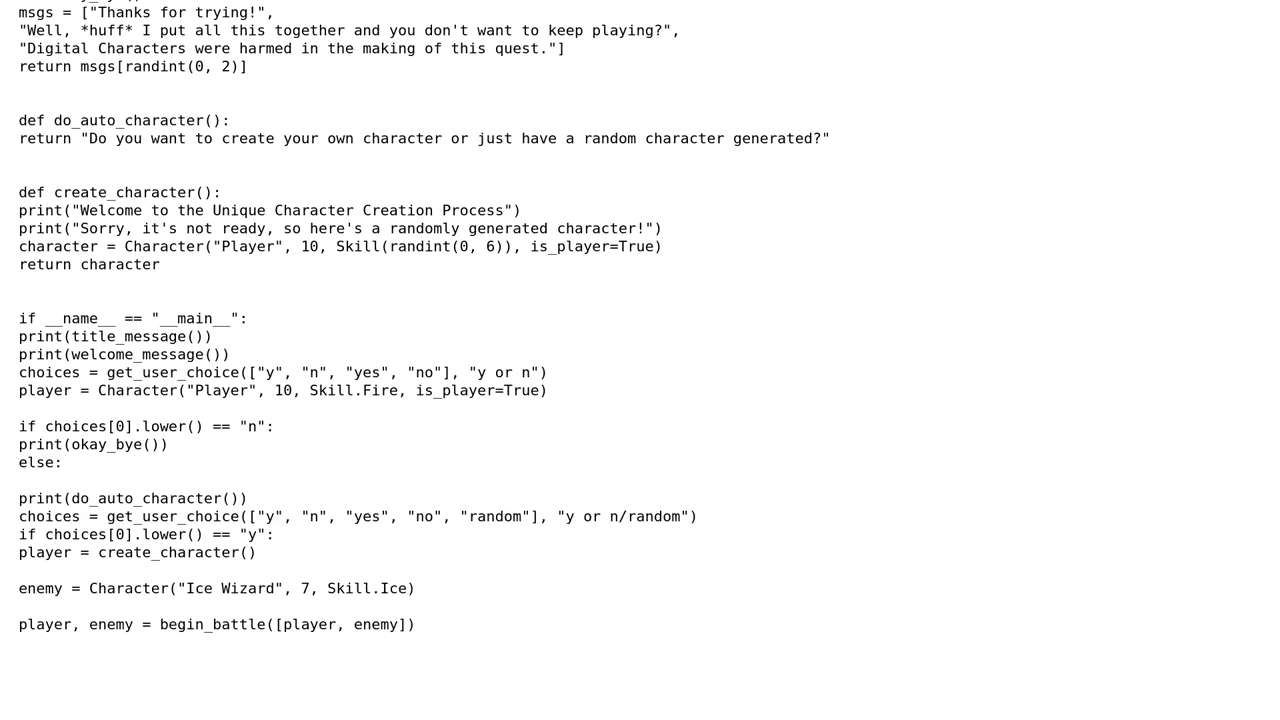 msgs = ["Thanks for trying!",
"Well, *huff* I put all this together and you don't want to keep playing?",
"Digital Characters were harmed in the making of this quest."]
return msgs[randint(0, 2)]
def do_auto_character():
return "Do you want to create your own character or just have a random character generated?"
def create_character():
print("Welcome to the Unique Character Creation Process")
print("Sorry, it's not ready, so here's a randomly generated character!")
character = Character("Player", 10, Skill(randint(0, 6)), is_player=True)
return character
if __name__ == "__main__":
print(title_message())
print(welcome_message())
choices = get_user_choice(["y", "n", "yes", "no"], "y or n")
player = Character("Player", 10, Skill.Fire, is_player=True)
if choices[0].lower() == "n":
print(okay_bye())
else:
print(do_auto_character())
choices = get_user_choice(["y", "n", "yes", "no", "random"], "y or n/random")
if choices[0].lower() == "y":
player = create_character()
enemy = Character("Ice Wizard", 7, Skill.Ice)
player, enemy = begin_battle([player, enemy])